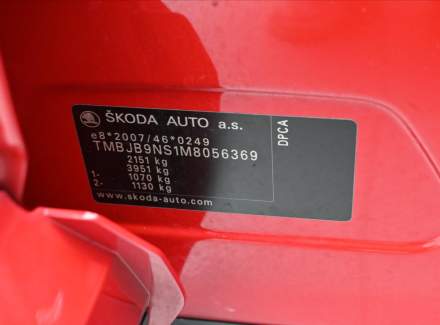 ŠKODA AUTO a.s.
e8*2007/46*0249
TMBJB9NS1M8056369
2151 kg
3951 kg
1- 1070 kg
2- 1130 kg
www.skoda-auto.com
DPCA